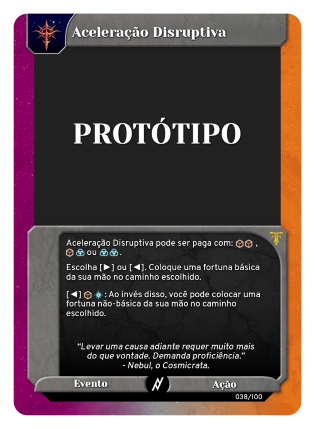 Aceleração Disruptiva
PROTÓTIPO
Aceleração Disruptiva pode ser paga com: ,
ou .
Escolha [►] ou [◄]. Coloque uma fortuna básica
da sua mão no caminho escolhido.
[◄] : Ao invés disso, você pode colocar uma
fortuna não-básica da sua mão no caminho
escolhido.
“Levar uma causa adiante requer muito mais
do que vontade. Demanda proficiência.”
- Nebul, o Cosmicrata.
Evento Ação
038/100